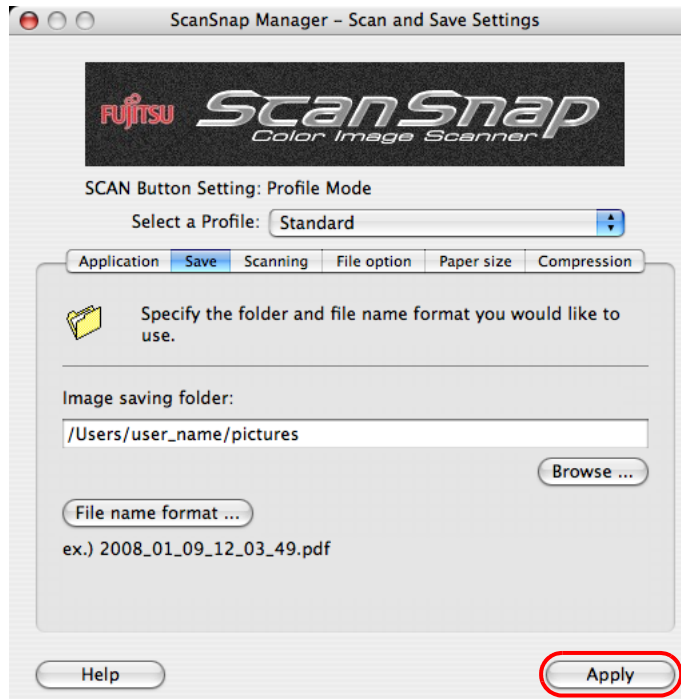 ScanSnap Manager – Scan and Save Settings
FUJITSU ScanSnap
Color Image Scanner
SCAN Button Setting: Profile Mode
Select a Profile: Standard
Application Save Scanning File option Paper size Compression
Specify the folder and file name format you would like to
use.
Image saving folder:
/Users/user_name/pictures
Browse ...
File name format ...
ex.) 2008_01_09_12_03_49.pdf
Help Apply